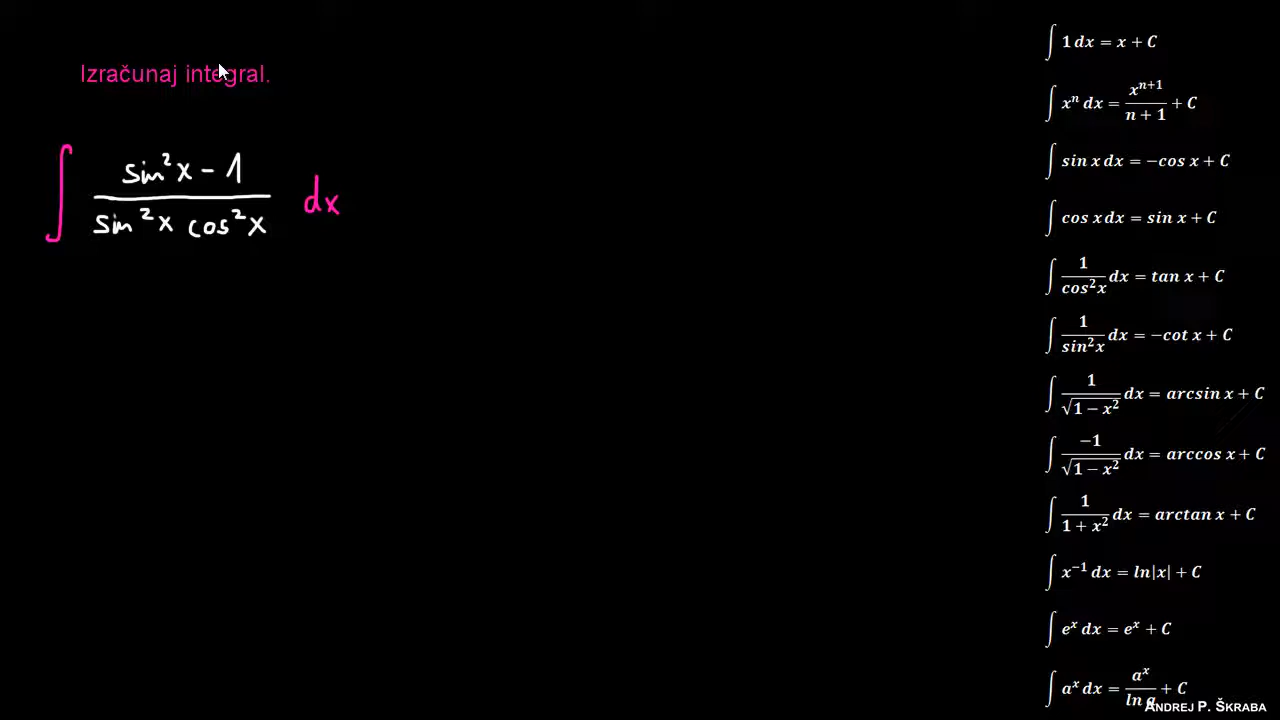 Izračunaj integral.
∫ (sin²x - 1)/(sin²x cos²x) dx
∫ 1 dx = x + C
∫ xⁿ dx = xⁿ⁺¹/(n + 1) + C
∫ sin x dx = -cos x + C
∫ cos x dx = sin x + C
∫ 1/cos²x dx = tan x + C
∫ 1/sin²x dx = -cot x + C
∫ 1/√(1 - x²) dx = arcsin x + C
∫ -1/√(1 - x²) dx = arccos x + C
∫ 1/(1 + x²) dx = arctan x + C
∫ x⁻¹ dx = ln|x| + C
∫ eˣ dx = eˣ + C
∫ aˣ dx = aˣ/ln a + C
ANDREJ P. ŠKRABA